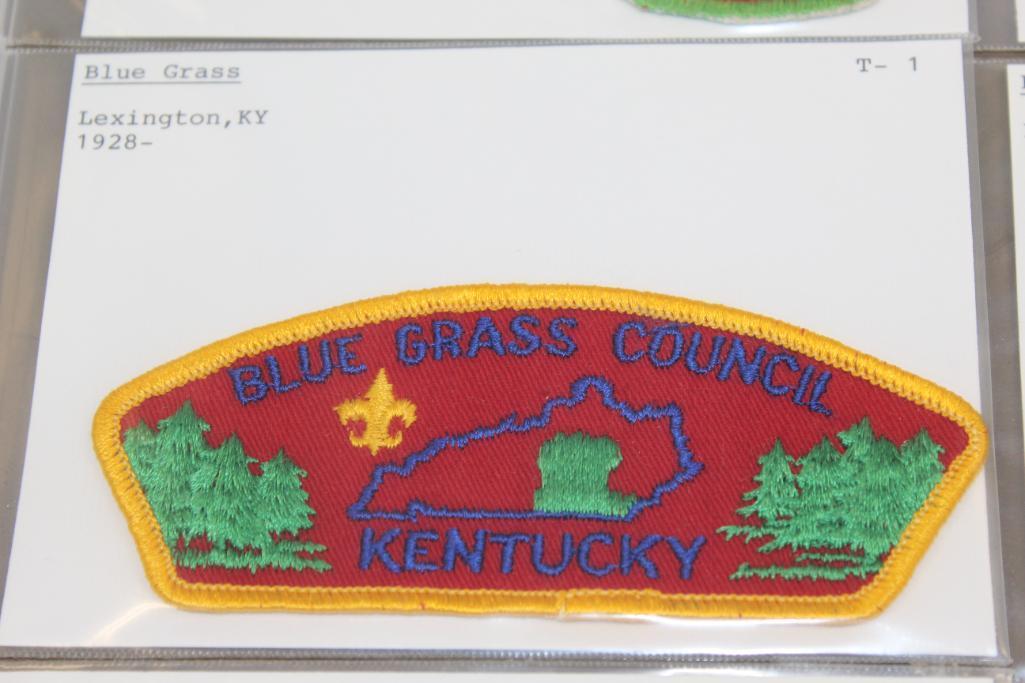 Blue Grass
T- 1
Lexington,KY
1928-
BLUE GRASS COUNCIL
KENTUCKY